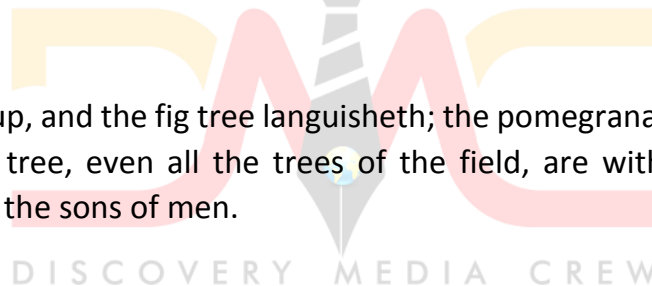 up, and the fig tree languisheth; the pomegrana
tree, even all the trees of the field, are with
the sons of men.
DISCOVERY MEDIA CREW